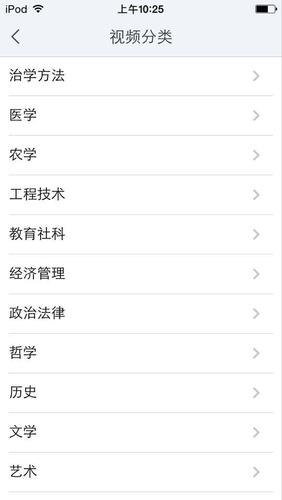 iPod 上午10:25
视频分类
治学方法
医学
农学
工程技术
教育社科
经济管理
政治法律
哲学
历史
文学
艺术